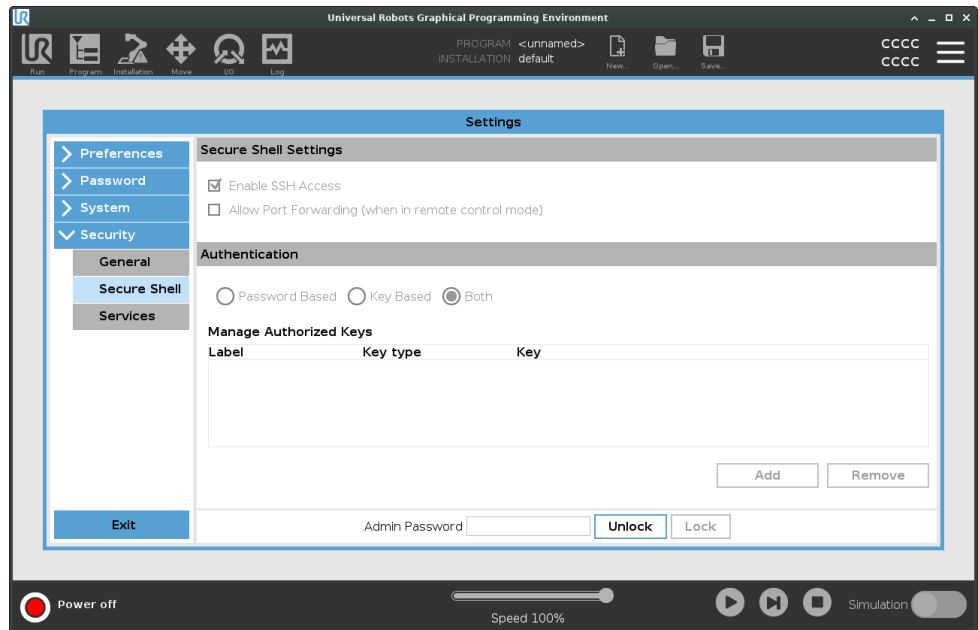 Universal Robots Graphical Programming Environment
UR
Run
Program
Installation
Move
I/O
Log
PROGRAM <unnamed>
INSTALLATION default
New...
Open...
Save...
CCCC
CCCC
Settings
Preferences
Password
System
Security
General
Secure Shell
Services
Exit
Secure Shell Settings
Enable SSH Access
Allow Port Forwarding (when in remote control mode)
Authentication
Password Based Key Based Both
Manage Authorized Keys
Label Key type Key
Add Remove
Admin Password Unlock Lock
Power off
Speed 100%
Simulation